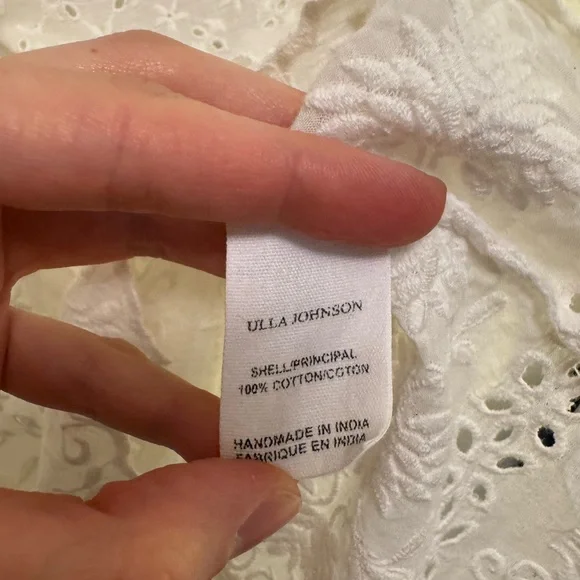 ULLA JOHNSON
SHELL/PRINCIPAL
100% COTTON/COTON
HANDMADE IN INDIA
FABRIQUE EN INDIA